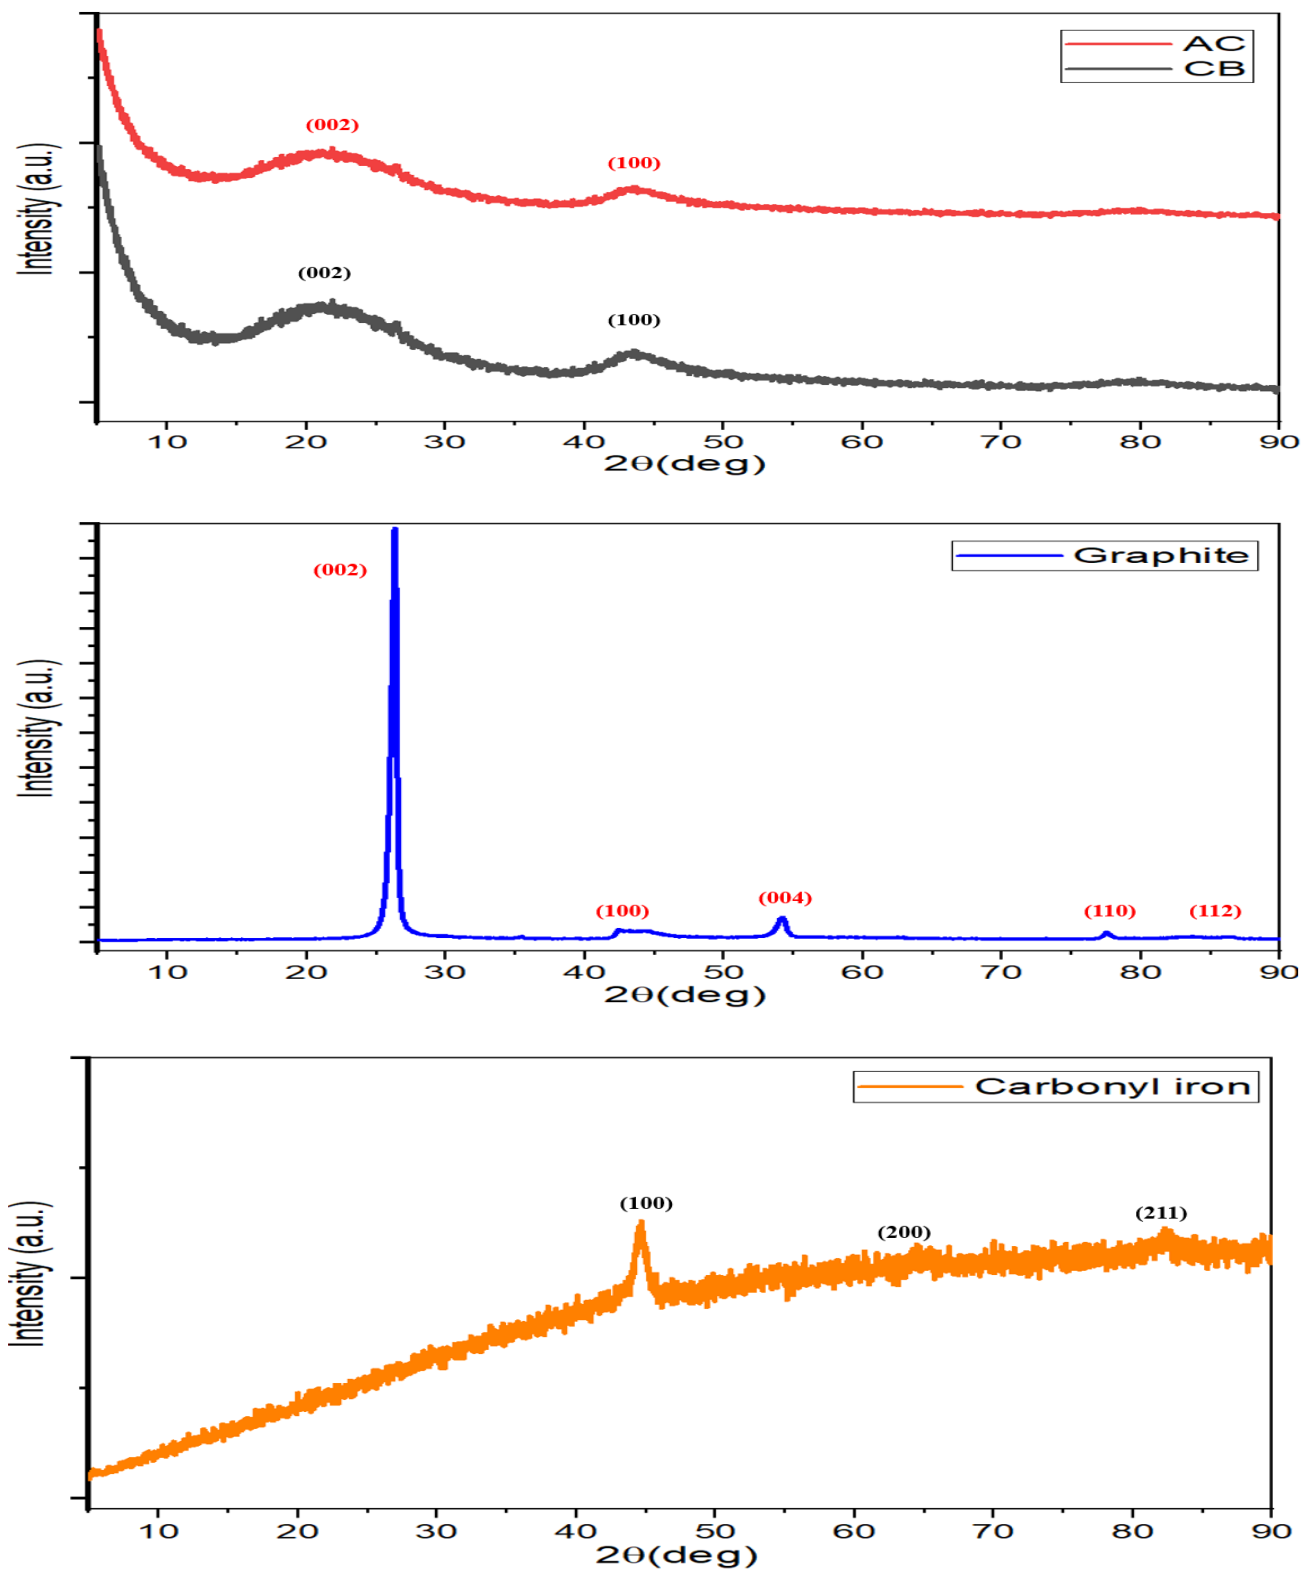 AC
CB
(002)
(100)
(002)
(100)
Intensity (a.u.)
10 20 30 40 50 60 70 80 90
2θ(deg)
Graphite
(002)
(100)
(004)
(110)
(112)
Intensity (a.u.)
10 20 30 40 50 60 70 80 90
2θ(deg)
Carbonyl iron
(100)
(200)
(211)
Intensity (a.u.)
10 20 30 40 50 60 70 80 90
2θ(deg)